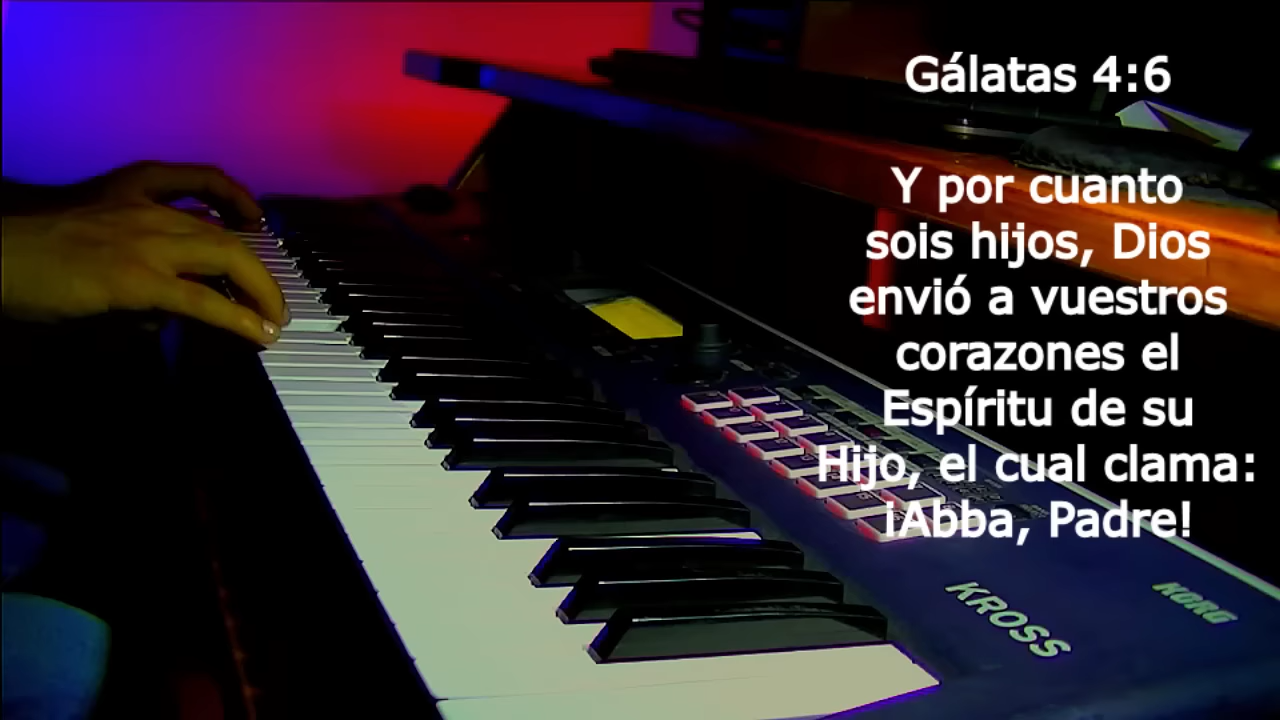 Gálatas 4:6
Y por cuanto
sois hijos, Dios
envió a vuestros
corazones el
Espíritu de su
Hijo, el cual clama:
¡Abba, Padre!
KROSS
KORG